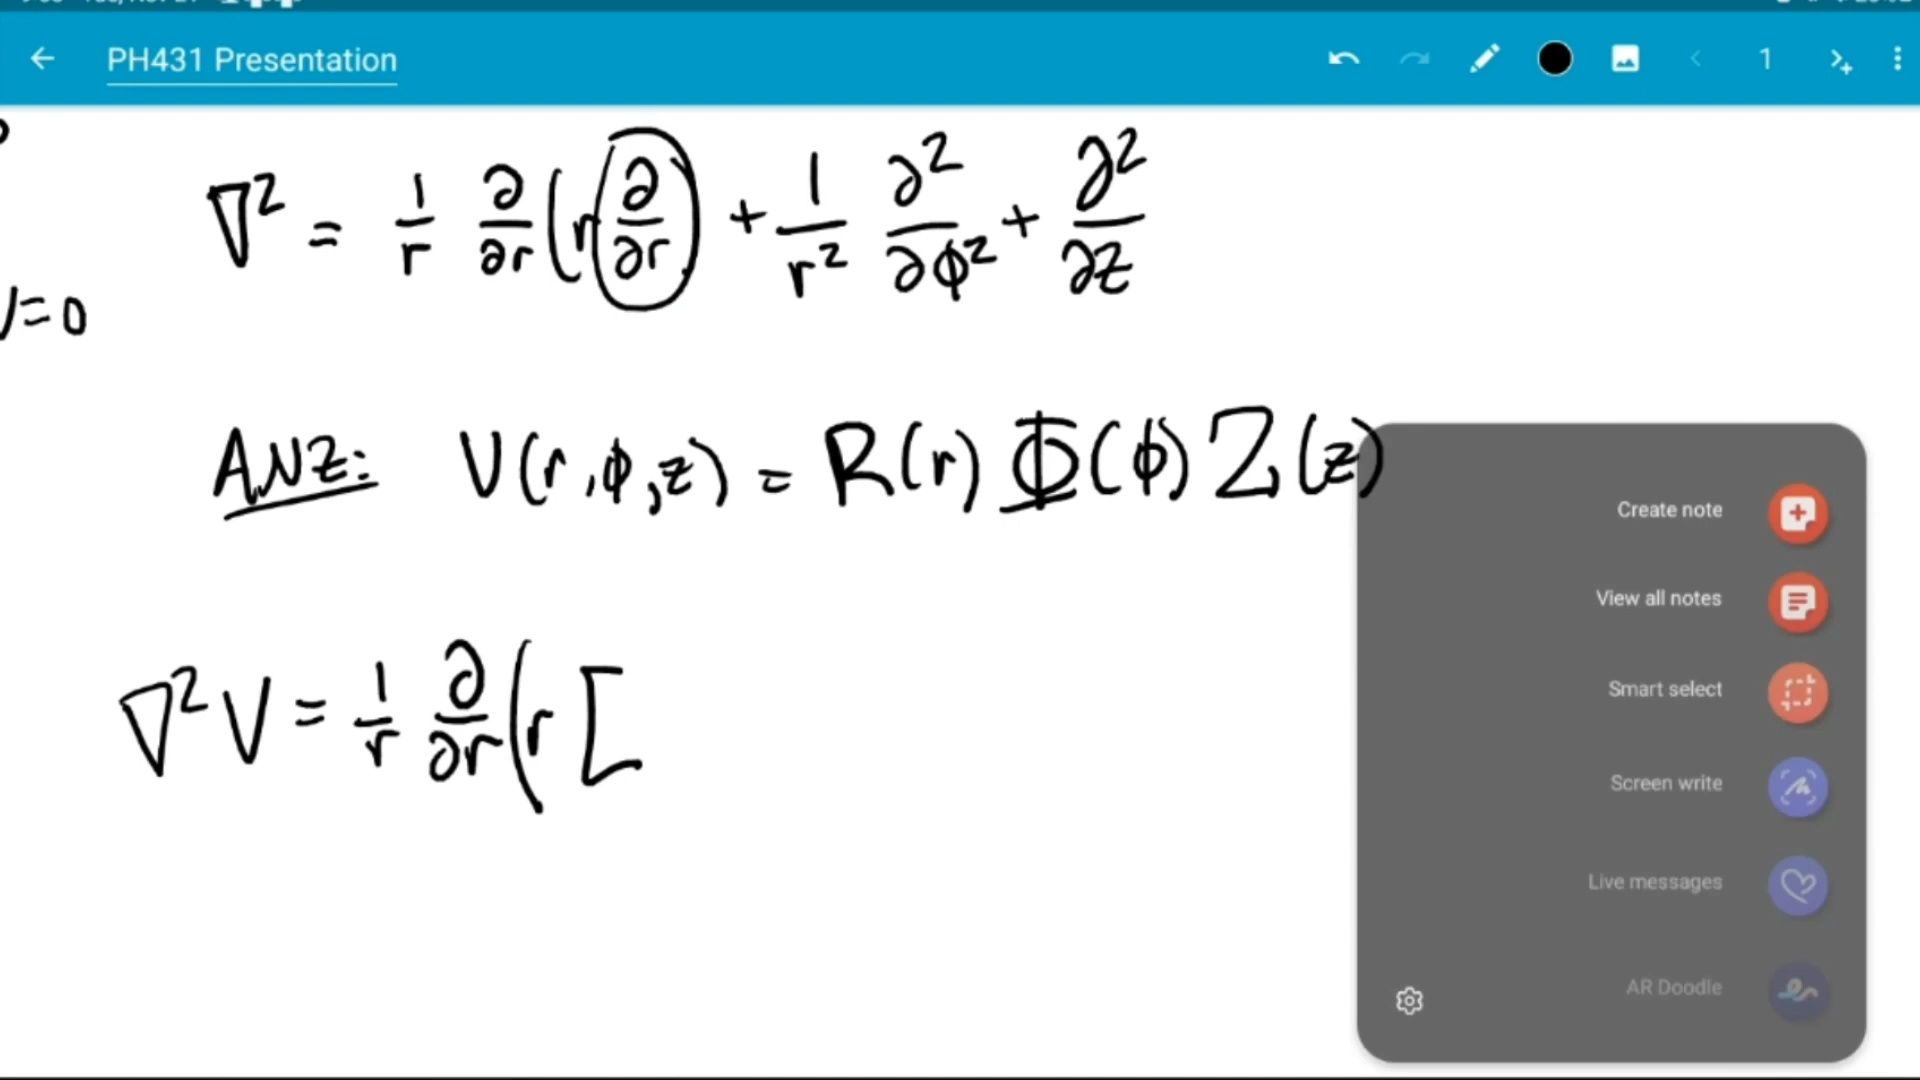 PH431 Presentation
1
∇² = 1/r ∂/∂r (r ∂/∂r) + 1/r² ∂²/∂ϕ² + ∂²/∂z
V=0
ANZ: V(r,ϕ,z) = R(r) Φ(ϕ) Z(z)
Create note
View all notes
Smart select
∇²V = 1/r ∂/∂r (r [
Screen write
Live messages
AR Doodle